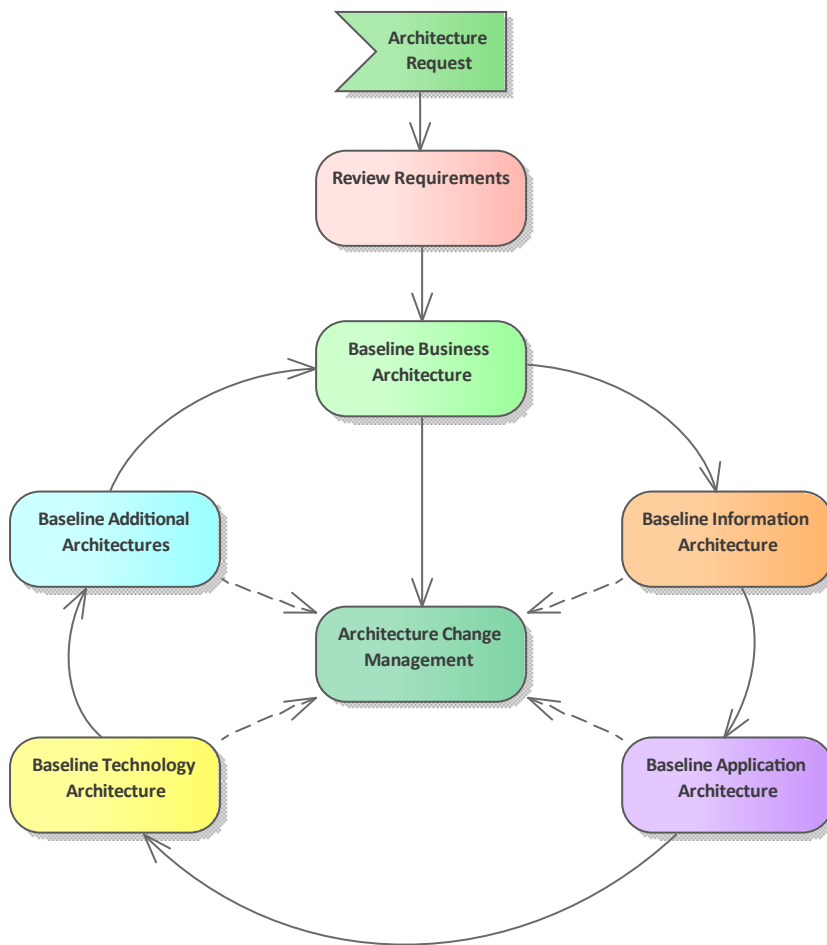 Architecture
Request
Review Requirements
Baseline Business
Architecture
Baseline Additional
Architectures
Baseline Information
Architecture
Architecture Change
Management
Baseline Technology
Architecture
Baseline Application
Architecture